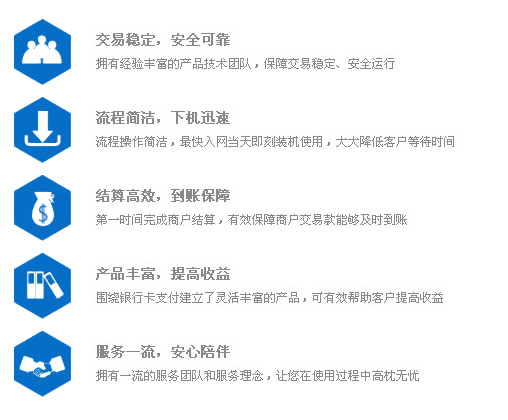 交易稳定，安全可靠
拥有经验丰富的产品技术团队，保障交易稳定、安全运行
流程简洁，下机迅速
流程操作简洁，最快入网当天即刻装机使用，大大降低客户等待时间
结算高效，到账保障
第一时间完成商户结算，有效保障商户交易款能够及时到账
产品丰富，提高收益
围绕银行卡支付建立了灵活丰富的产品，可有效帮助客户提高收益
服务一流，安心陪伴
拥有一流的服务团队和服务理念，让您在使用过程中高枕无忧